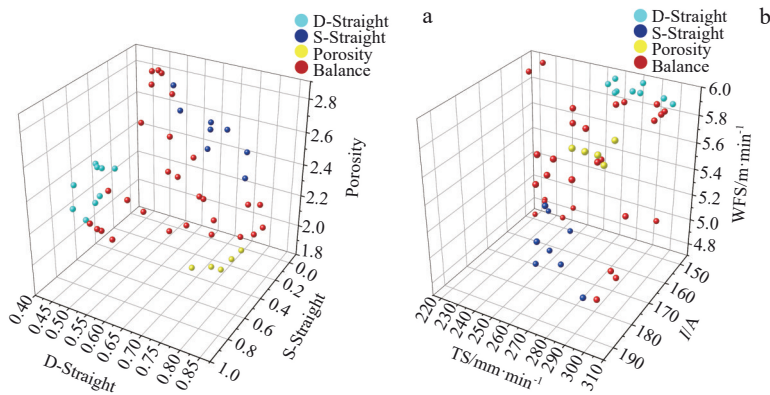 D-Straight
S-Straight
Porosity
Balance
a
2.8
2.6
2.4
2.2
2.0
1.8
Porosity
0.0
0.2
0.4
0.6
0.8
1.0
S-Straight
0.40
0.45
0.50
0.55
0.60
0.65
0.70
0.75
0.80
0.85
D-Straight
D-Straight
S-Straight
Porosity
Balance
b
6.0
5.8
5.6
5.4
5.2
5.0
4.8
WFS/m·min⁻¹
150
160
170
180
190
I/A
220
230
240
250
260
270
280
290
300
310
TS/mm·min⁻¹